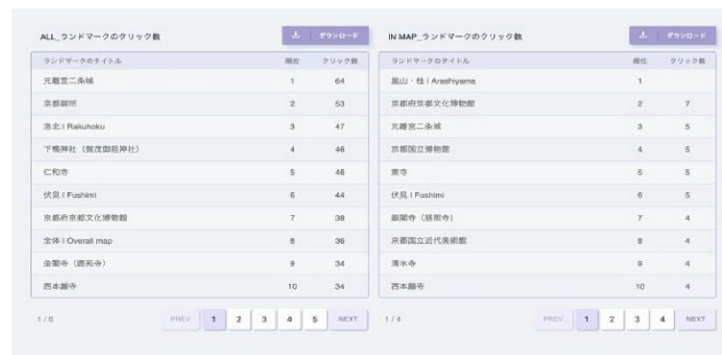 ALL_ランドマークのクリック数
ダウンロード
ランドマークのタイトル 順位 クリック数
元離宮二条城 1 64
京都御所 2 53
洛北 | Rakuhoku 3 47
下鴨神社（賀茂御祖神社） 4 46
仁和寺 5 46
伏見 | Fushimi 6 44
京都府京都文化博物館 7 38
全体 | Overall map 8 36
金閣寺（鹿苑寺） 9 34
西本願寺 10 34
1 / 6 PREV 1 2 3 4 5 NEXT
IN MAP_ランドマークのクリック数
ダウンロード
ランドマークのタイトル 順位 クリック数
嵐山・桂 | Arashiyama 1
京都府京都文化博物館 2 7
元離宮二条城 3 5
京都国立博物館 4 5
東寺 5 5
伏見 | Fushimi 6 5
銀閣寺（慈照寺） 7 4
京都国立近代美術館 8 4
清水寺 9 4
西本願寺 10 4
1 / 4 PREV 1 2 3 4 NEXT